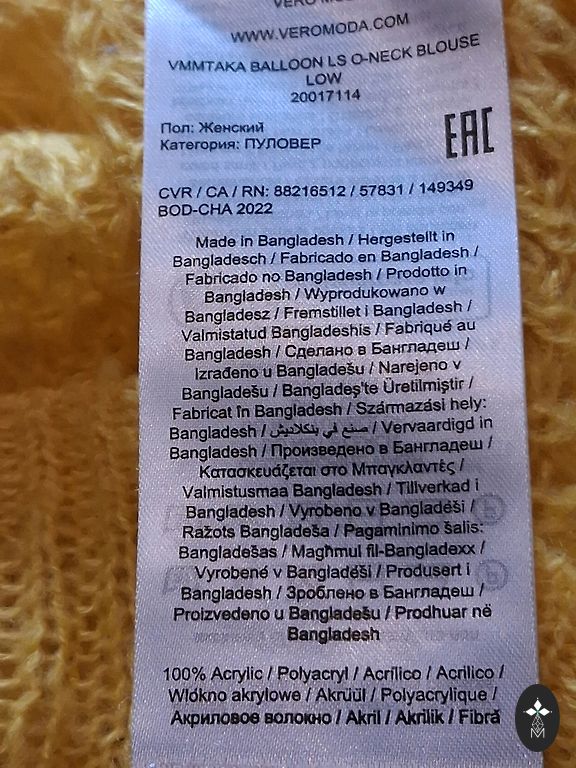 VERO MODA
WWW.VEROMODA.COM
VMMTAKA BALLOON LS O-NECK BLOUSE
LOW
20017114
Пол: Женский
Категория: ПУЛОВЕР
EAC
CVR / CA / RN: 88216512 / 57831 / 149349
BOD-CHA 2022
Made in Bangladesh / Hergestellt in
Bangladesch / Fabricado en Bangladesh /
Fabricado no Bangladesh / Prodotto in
Bangladesh / Wyprodukowano w
Bangladesz / Fremstillet i Bangladesh /
Valmistatud Bangladeshis / Fabriqué au
Bangladesh / Сделано в Бангладеш /
Izrađeno u Bangladešu / Narejeno v
Bangladešu / Bangladeş'te Üretilmiştir /
Fabricat în Bangladesh / Származási hely:
Bangladesh / صنع في بنكلاديش / Vervaardigd in
Bangladesh / Произведено в Бангладеш /
Κατασκευάζεται στο Μπαγκλαντές /
Valmistusmaa Bangladesh / Tillverkad i
Bangladesh / Vyrobeno v Bangladéši /
Ražots Bangladeša / Pagaminimo šalis:
Bangladešas / Magħmul fil-Bangladexx /
Vyrobené v Bangladéši / Produsert i
Bangladesh / Зроблено в Бангладеш /
Proizvedeno u Bangladešu / Prodhuar në
Bangladesh
100% Acrylic / Polyacryl / Acrílico / Acrilico /
Włókno akrylowe / Akrüül / Polyacrylique /
Акриловое волокно / Akril / Akrilik / Fibră